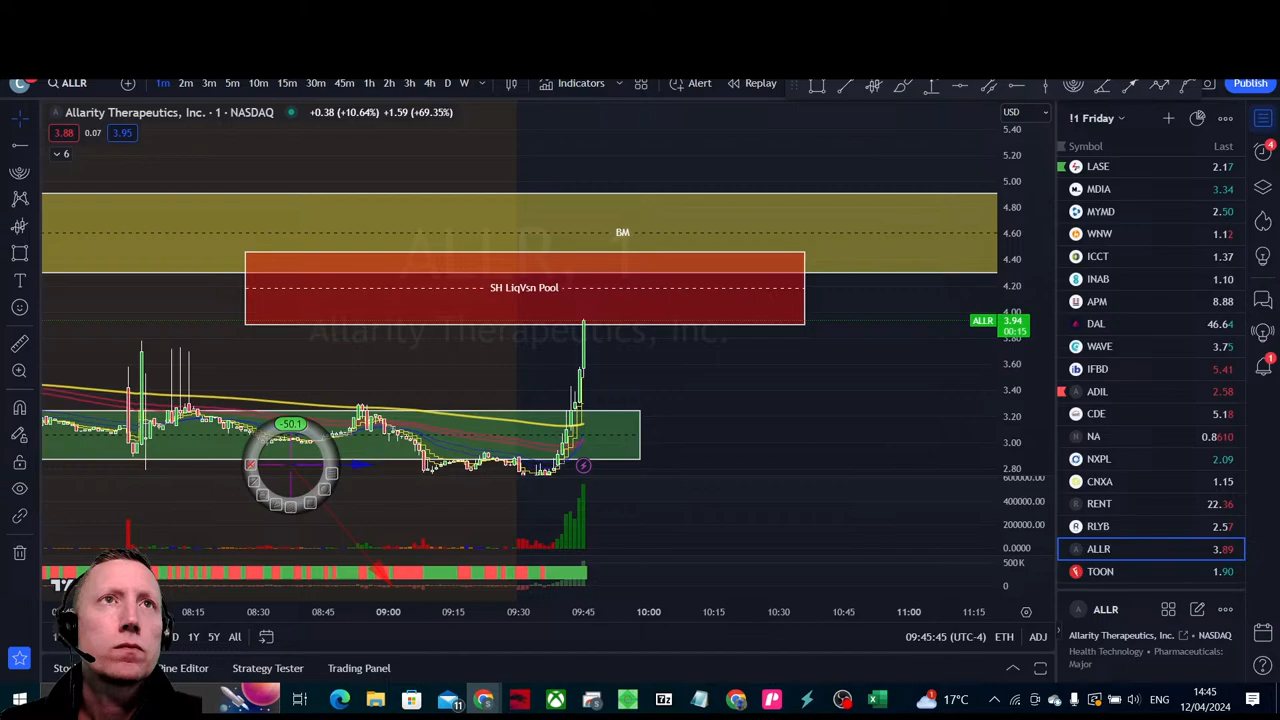 ALLR
1m 2m 3m 5m 10m 15m 30m 45m 1h 2h 3h 4h D W
Indicators
Alert
Replay
Publish
Allarity Therapeutics, Inc. · 1 · NASDAQ
+0.38 (+10.64%) +1.59 (+69.35%)
3.88 0.07 3.95
6
USD
5.40
5.20
5.00
4.80
4.60
4.40
4.20
4.00
3.80
3.60
3.40
3.20
3.00
2.80
600000.00
400000.00
200000.00
0.0000
500 K
0
ALLR 3.94
00:15
BM
SH LiqVsn Pool
ALLR, 1
Allarity Therapeutics, Inc.
-50.1
08:15 08:30 08:45 09:00 09:15 09:30 09:45 10:00 10:15 10:30 10:45 11:00 11:15
D 1Y 5Y All
09:45:45 (UTC-4) ETH ADJ
Pine Editor
Strategy Tester
Trading Panel
!1 Friday
Symbol Last
LASE 2.17
MDIA 3.34
MYMD 2.50
WNW 1.12
ICCT 1.37
INAB 1.10
APM 8.88
DAL 46.64
WAVE 3.75
IFBD 5.41
ADIL 2.58
CDE 5.18
NA 0.8610
NXPL 2.09
CNXA 1.15
RENT 22.36
RLYB 2.57
ALLR 3.89
TOON 1.90
ALLR
Allarity Therapeutics, Inc. · NASDAQ
Health Technology · Pharmaceuticals:
Major
4
1
11
17°C
ENG
14:45
12/04/2024